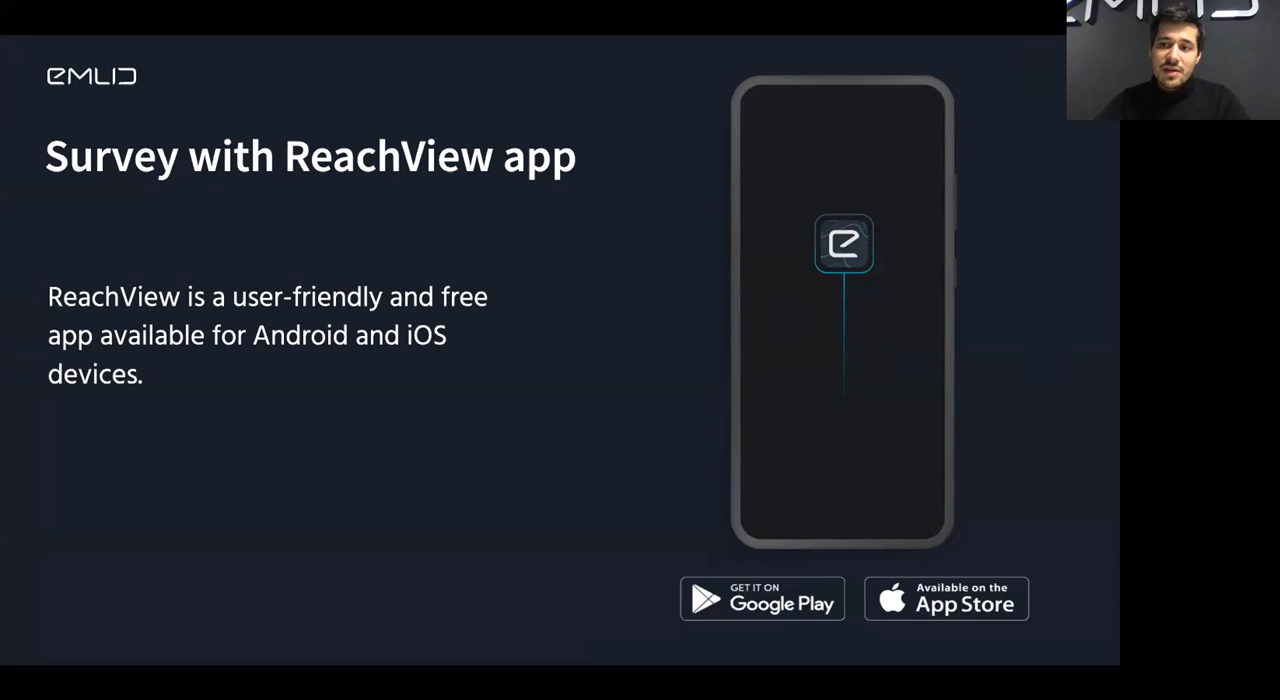 EMLID
EMLID
Survey with ReachView app
ReachView is a user-friendly and free
app available for Android and iOS
devices.
GET IT ON
Google Play
Available on the
App Store